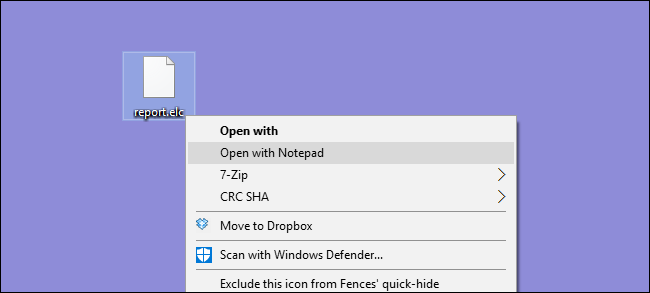 report.elc
Open with
Open with Notepad
7-Zip
CRC SHA
Move to Dropbox
Scan with Windows Defender...
Exclude this icon from Fences' quick-hide